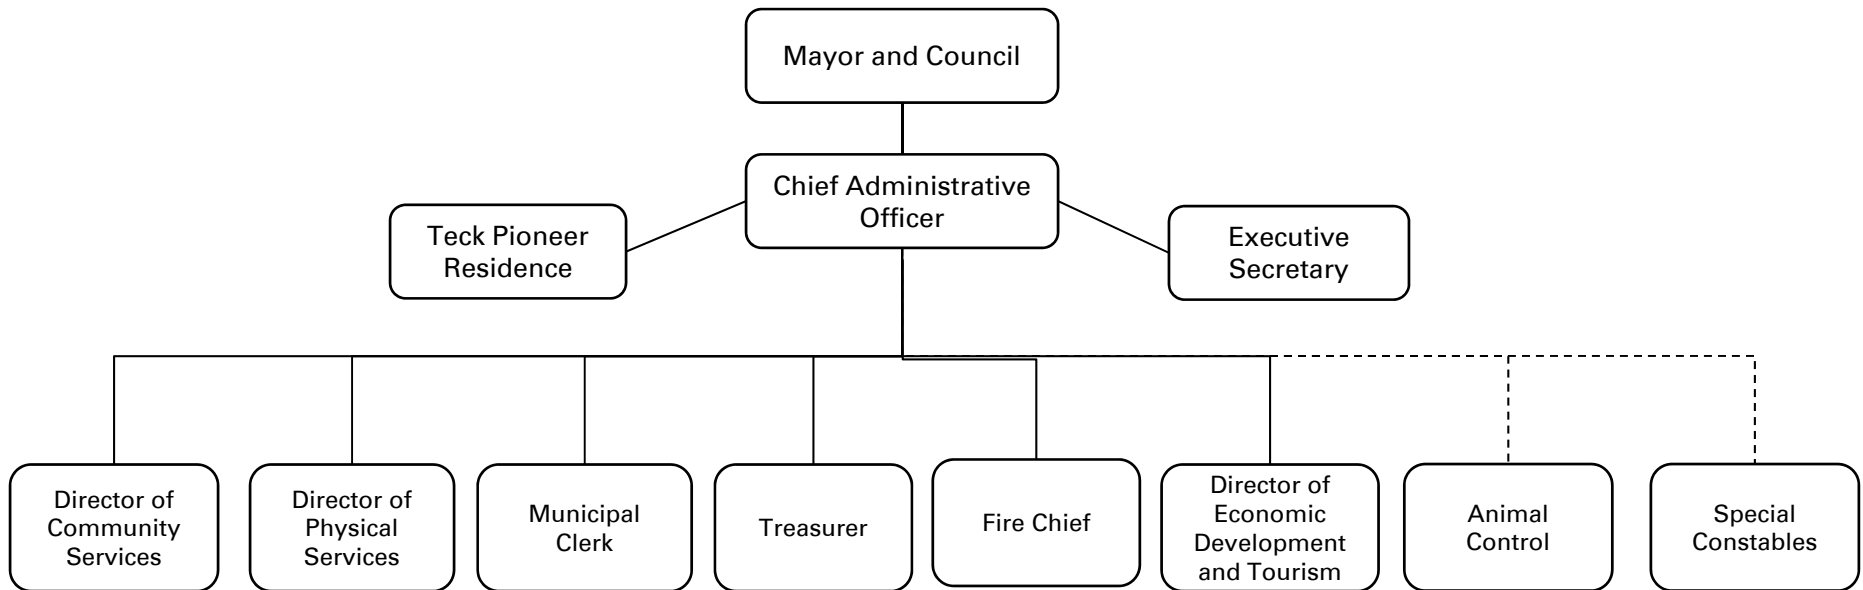 Mayor and Council
Chief Administrative
Officer
Teck Pioneer
Residence
Executive
Secretary
Director of
Community
Services
Director of
Physical
Services
Municipal
Clerk
Treasurer
Fire Chief
Director of
Economic
Development
and Tourism
Animal
Control
Special
Constables